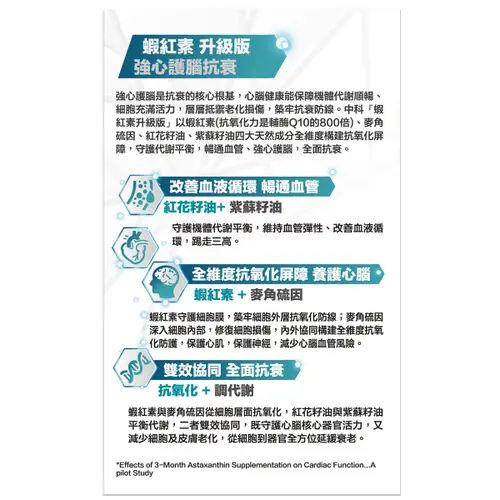 蝦紅素 升級版
強心護腦抗衰
強心護腦是抗衰的核心根基，心腦健康能保障機體代謝順暢、
細胞充滿活力，層層抵禦老化損傷，築牢抗衰防線。中科「蝦
紅素升級版」以蝦紅素(抗氧化力是輔酶Q10的800倍)、麥角
硫因、紅花籽油、紫蘇籽油四大天然成分全維度構建抗氧化屏
障，守護代謝平衡，暢通血管、強心護腦，全面抗衰。
改善血液循環 暢通血管
紅花籽油+ 紫蘇籽油
守護機體代謝平衡，維持血管彈性、改善血液循
環，踢走三高。
全維度抗氧化屏障 養護心腦
蝦紅素 + 麥角硫因
蝦紅素守護細胞膜，築牢細胞外層抗氧化防線；麥角硫因
深入細胞內部，修復細胞損傷，內外協同構建全維度抗氧
化防護，保護心肌，保護神經，減少心腦血管風險。
雙效協同 全面抗衰
抗氧化 + 調代謝
蝦紅素與麥角硫因從細胞層面抗氧化，紅花籽油與紫蘇籽油
平衡代謝，二者雙效協同，既守護心腦核心器官活力，又
減少細胞及皮膚老化，從細胞到器官全方位延緩衰老。
*Effects of 3-Month Astaxanthin Supplementation on Cardiac Function...A
pilot Study